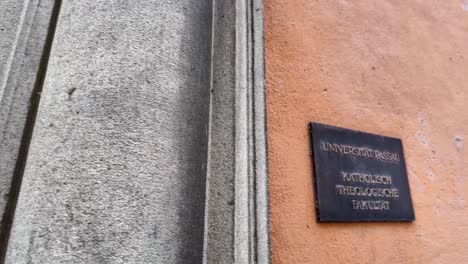 UNIVERSITÄT PASSAU
KATHOLISCH
THEOLOGISCHE
FAKULTÄT